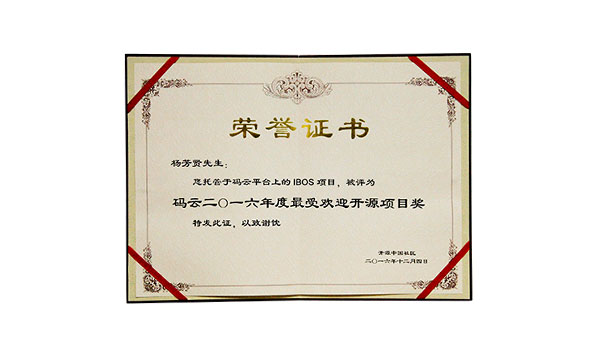 荣誉证书
杨芳贤先生：
您托管于码云平台上的 IBOS 项目，被评为
码云二〇一六年度最受欢迎开源项目奖
特发此证，以致谢忱
开源中国社区
二〇一六年十二月四日